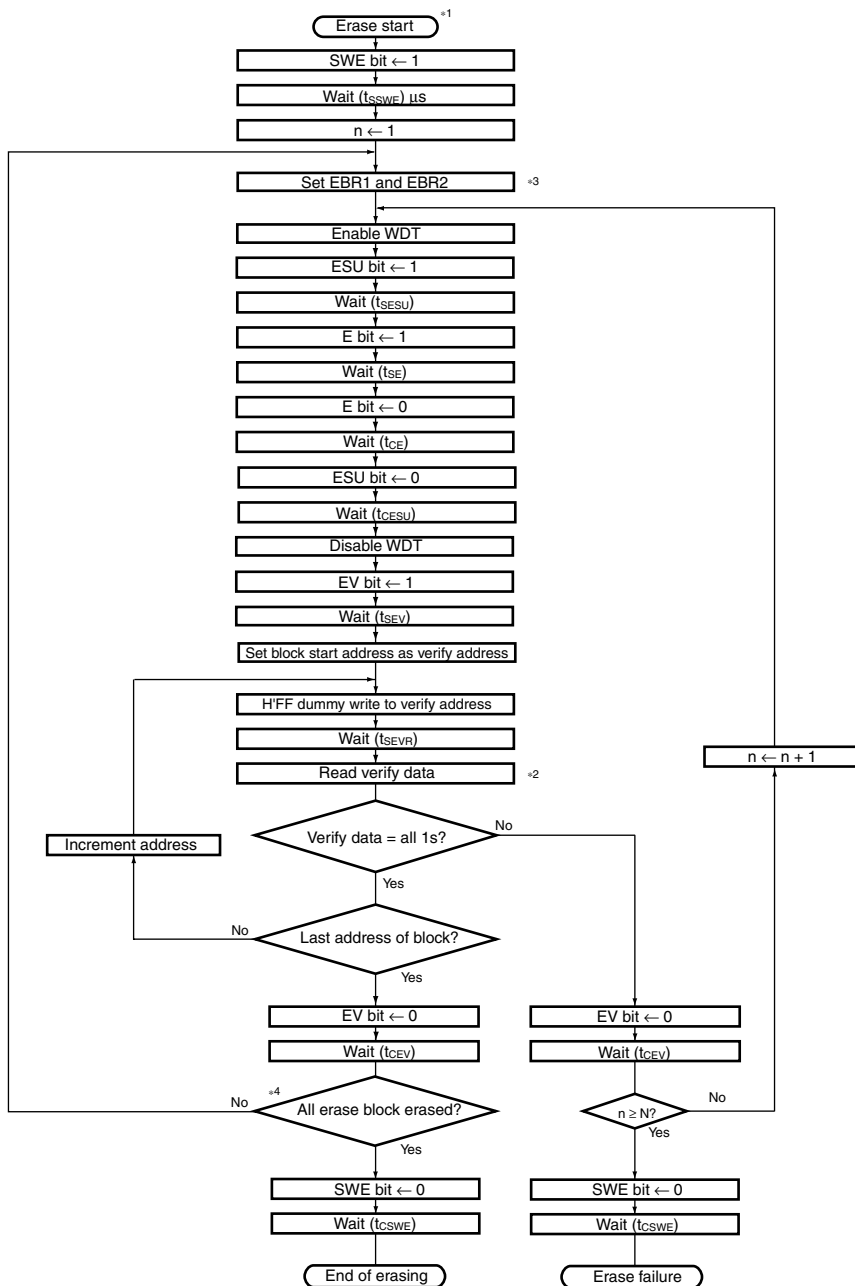 Erase start
*1
SWE bit ← 1
Wait (tSSWE) µs
n ← 1
Set EBR1 and EBR2
*3
Enable WDT
ESU bit ← 1
Wait (tSESU)
E bit ← 1
Wait (tSE)
E bit ← 0
Wait (tCE)
ESU bit ← 0
Wait (tCESU)
Disable WDT
EV bit ← 1
Wait (tSEV)
Set block start address as verify address
H'FF dummy write to verify address
Wait (tSEVR)
Read verify data
*2
n ← n + 1
Verify data = all 1s?
No
Yes
Increment address
Last address of block?
No
Yes
EV bit ← 0
Wait (tCEV)
EV bit ← 0
Wait (tCEV)
*4
All erase block erased?
No
Yes
n ≥ N?
No
Yes
SWE bit ← 0
Wait (tCSWE)
End of erasing
SWE bit ← 0
Wait (tCSWE)
Erase failure